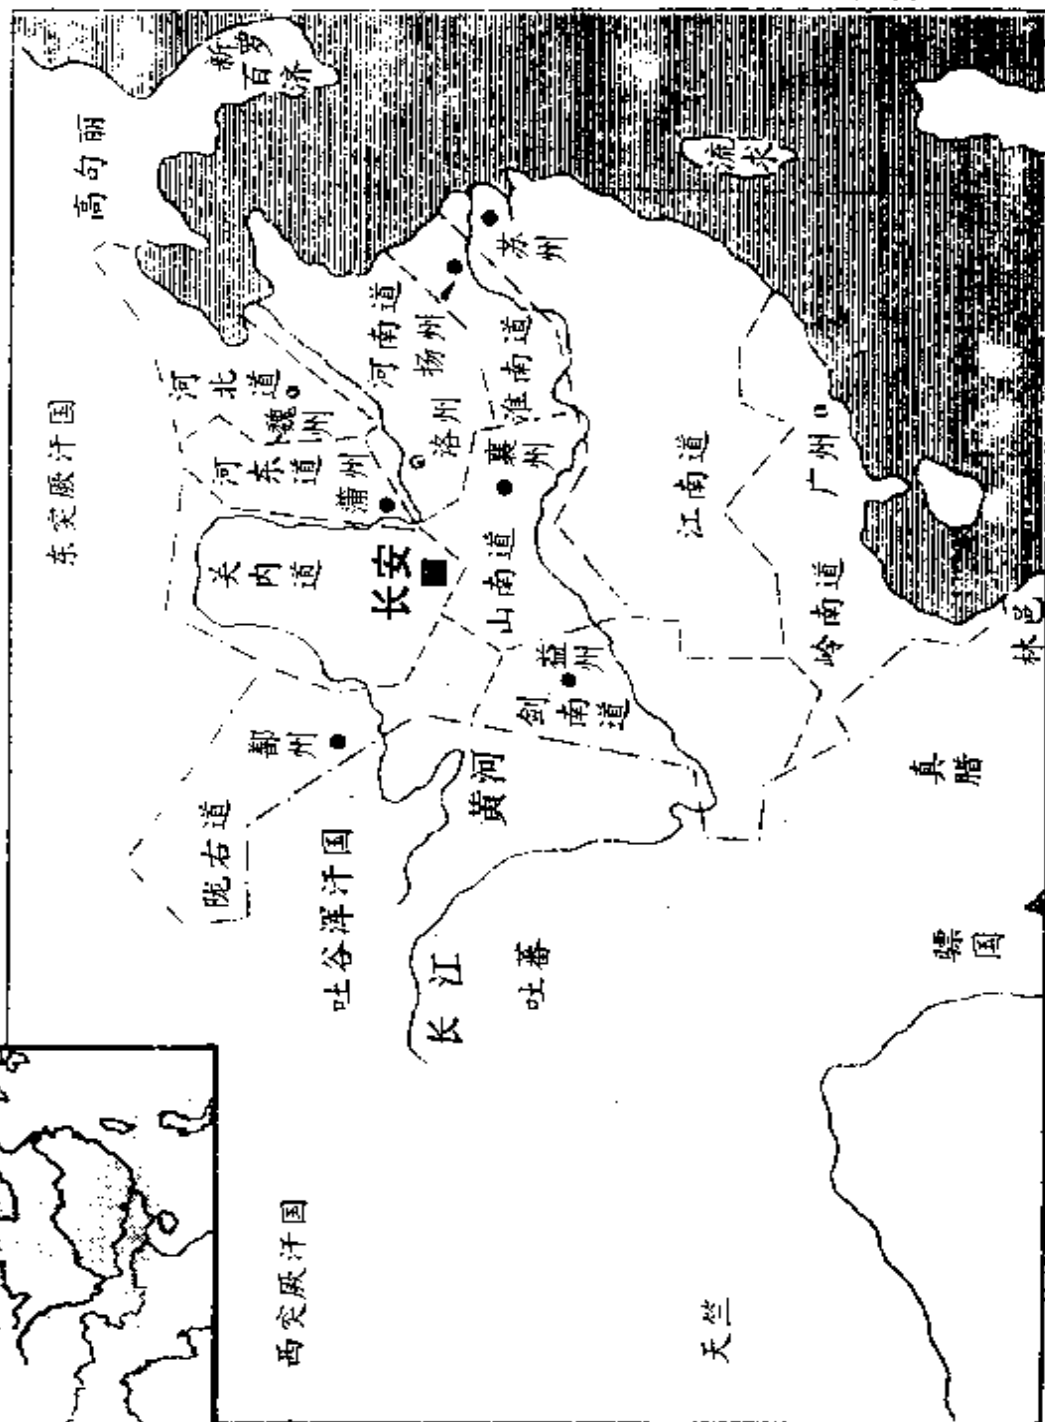 新罗
百济
高句丽
流求
东突厥汗国
河北道
魏州
河东道
蒲州
河南道
扬州
苏州
淮南道
洛州
襄州
关内道
长安
山南道
江南道
广州
岭南道
林邑
益州
剑南道
鄯州
陇右道
黄河
吐谷浑汗国
长江
吐蕃
真腊
骠国
西突厥汗国
天竺